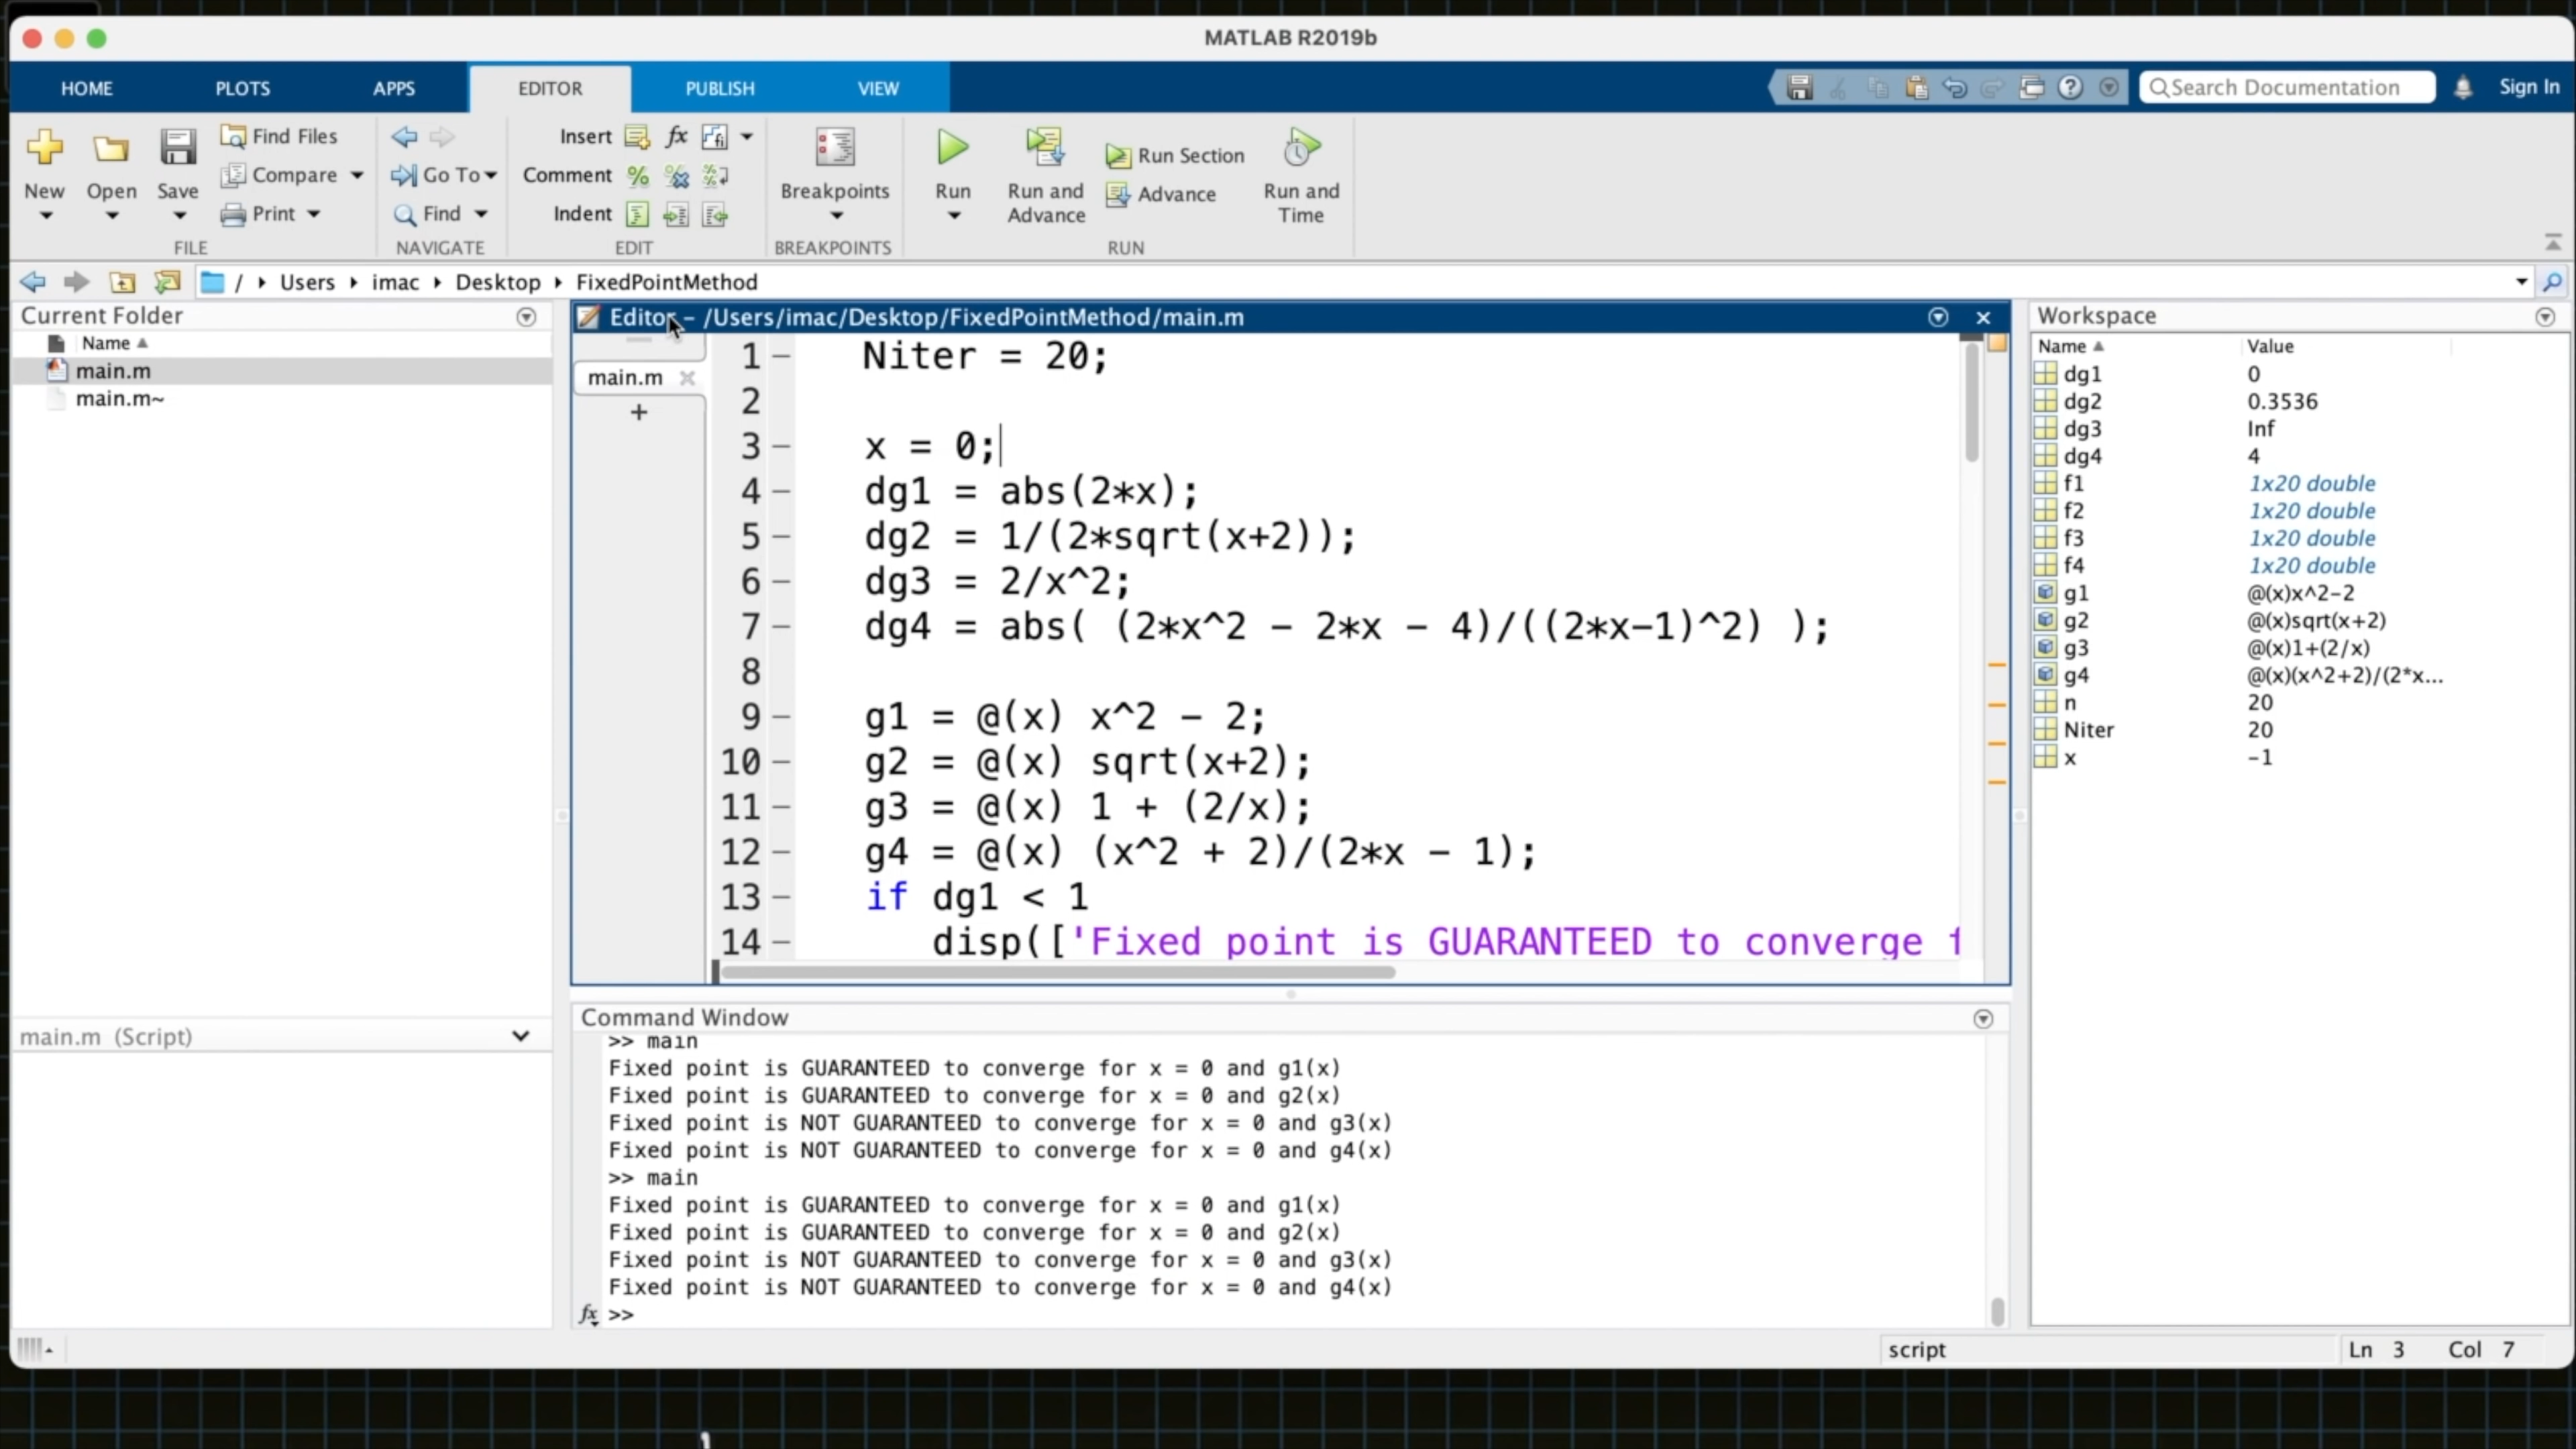 MATLAB R2019b
HOME PLOTS APPS EDITOR PUBLISH VIEW Search Documentation Sign In
New Open Save Find Files Compare Print
FILE
Go To Find
NAVIGATE
Insert fx fi
Comment % % %
Indent
EDIT
Breakpoints
BREAKPOINTS
Run Run and Advance Run Section Advance Run and Time
RUN
/ Users imac Desktop FixedPointMethod
Current Folder
Name
main.m
main.m~
main.m (Script)
Editor - /Users/imac/Desktop/FixedPointMethod/main.m
main.m
+
1 Niter = 20;
2
3 x = 0;
4 dg1 = abs(2*x);
5 dg2 = 1/(2*sqrt(x+2));
6 dg3 = 2/x^2;
7 dg4 = abs( (2*x^2 - 2*x - 4)/((2*x-1)^2) );
8
9 g1 = @(x) x^2 - 2;
10 g2 = @(x) sqrt(x+2);
11 g3 = @(x) 1 + (2/x);
12 g4 = @(x) (x^2 + 2)/(2*x - 1);
13 if dg1 < 1
14 disp(['Fixed point is GUARANTEED to converge f
Command Window
>> main
Fixed point is GUARANTEED to converge for x = 0 and g1(x)
Fixed point is GUARANTEED to converge for x = 0 and g2(x)
Fixed point is NOT GUARANTEED to converge for x = 0 and g3(x)
Fixed point is NOT GUARANTEED to converge for x = 0 and g4(x)
>> main
Fixed point is GUARANTEED to converge for x = 0 and g1(x)
Fixed point is GUARANTEED to converge for x = 0 and g2(x)
Fixed point is NOT GUARANTEED to converge for x = 0 and g3(x)
Fixed point is NOT GUARANTEED to converge for x = 0 and g4(x)
fx >>
Workspace
Name Value
dg1 0
dg2 0.3536
dg3 Inf
dg4 4
f1 1x20 double
f2 1x20 double
f3 1x20 double
f4 1x20 double
g1 @(x)x^2-2
g2 @(x)sqrt(x+2)
g3 @(x)1+(2/x)
g4 @(x)(x^2+2)/(2*x...
n 20
Niter 20
x -1
script Ln 3 Col 7